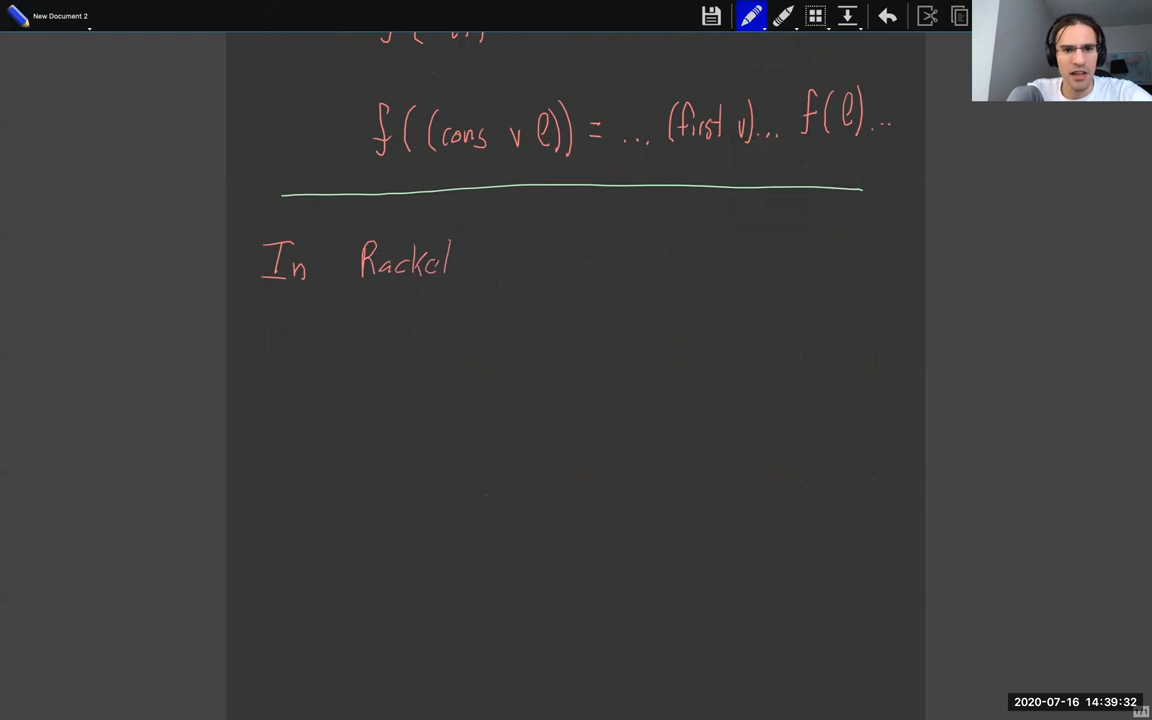 New Document 2
f((cons v l)) = ... (first v)... f(l)...
In Racket
2020-07-16 14:39:32